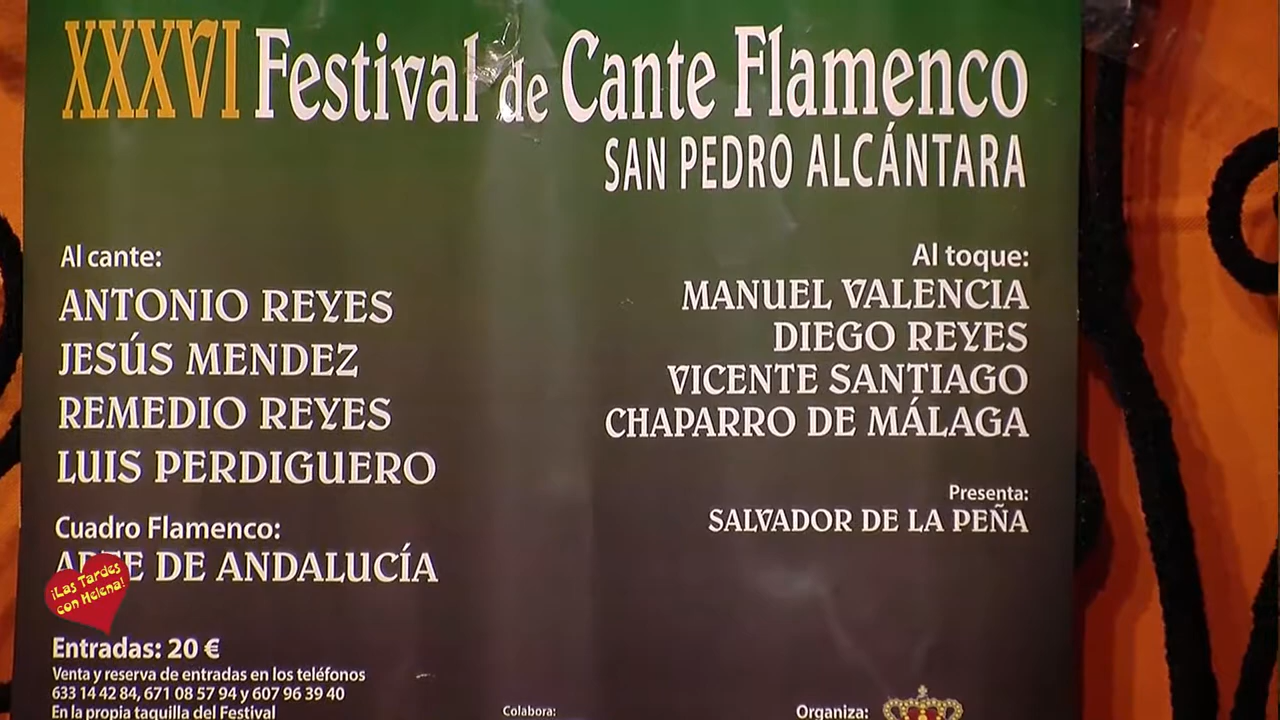 XXXVI Festival de Cante Flamenco
SAN PEDRO ALCÁNTARA
Al cante:
ANTONIO REYES
JESÚS MENDEZ
REMEDIO REYES
LUIS PERDIGUERO
Cuadro Flamenco:
ARTE DE ANDALUCÍA
¡Las Tardes
con Helena!
Entradas: 20 €
Venta y reserva de entradas en los teléfonos
633 14 42 84, 671 08 57 94 y 607 96 39 40
En la propia taquilla del Festival
Al toque:
MANUEL VALENCIA
DIEGO REYES
VICENTE SANTIAGO
CHAPARRO DE MÁLAGA
Presenta:
SALVADOR DE LA PEÑA
Colabora:
Organiza: